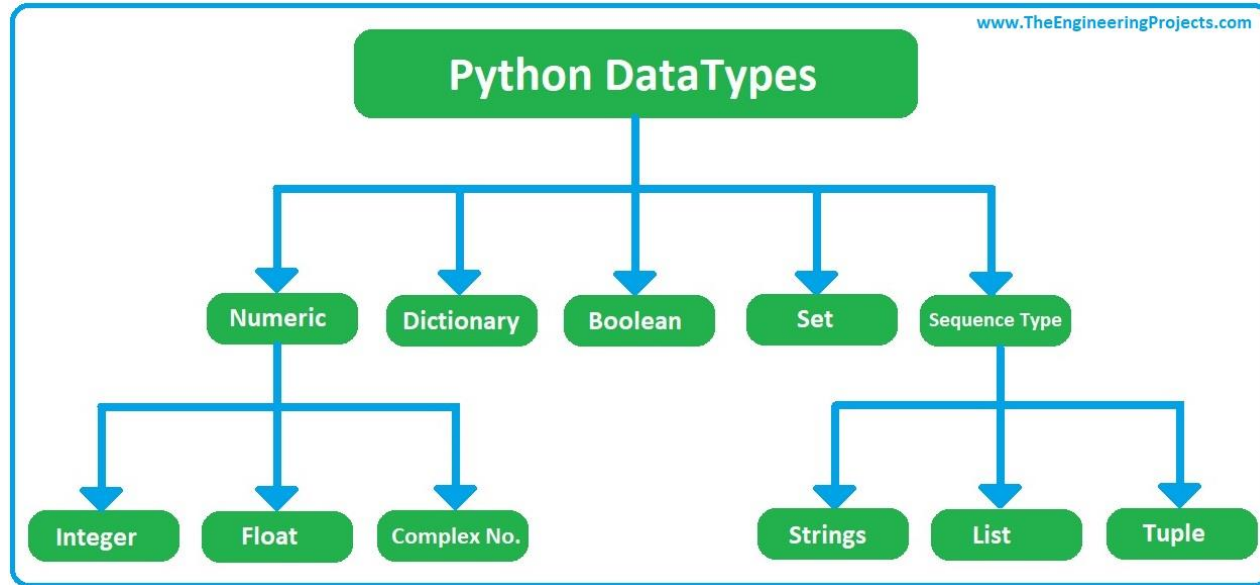 www.TheEngineeringProjects.com
Python DataTypes
Numeric
Dictionary
Boolean
Set
Sequence Type
Integer
Float
Complex No.
Strings
List
Tuple